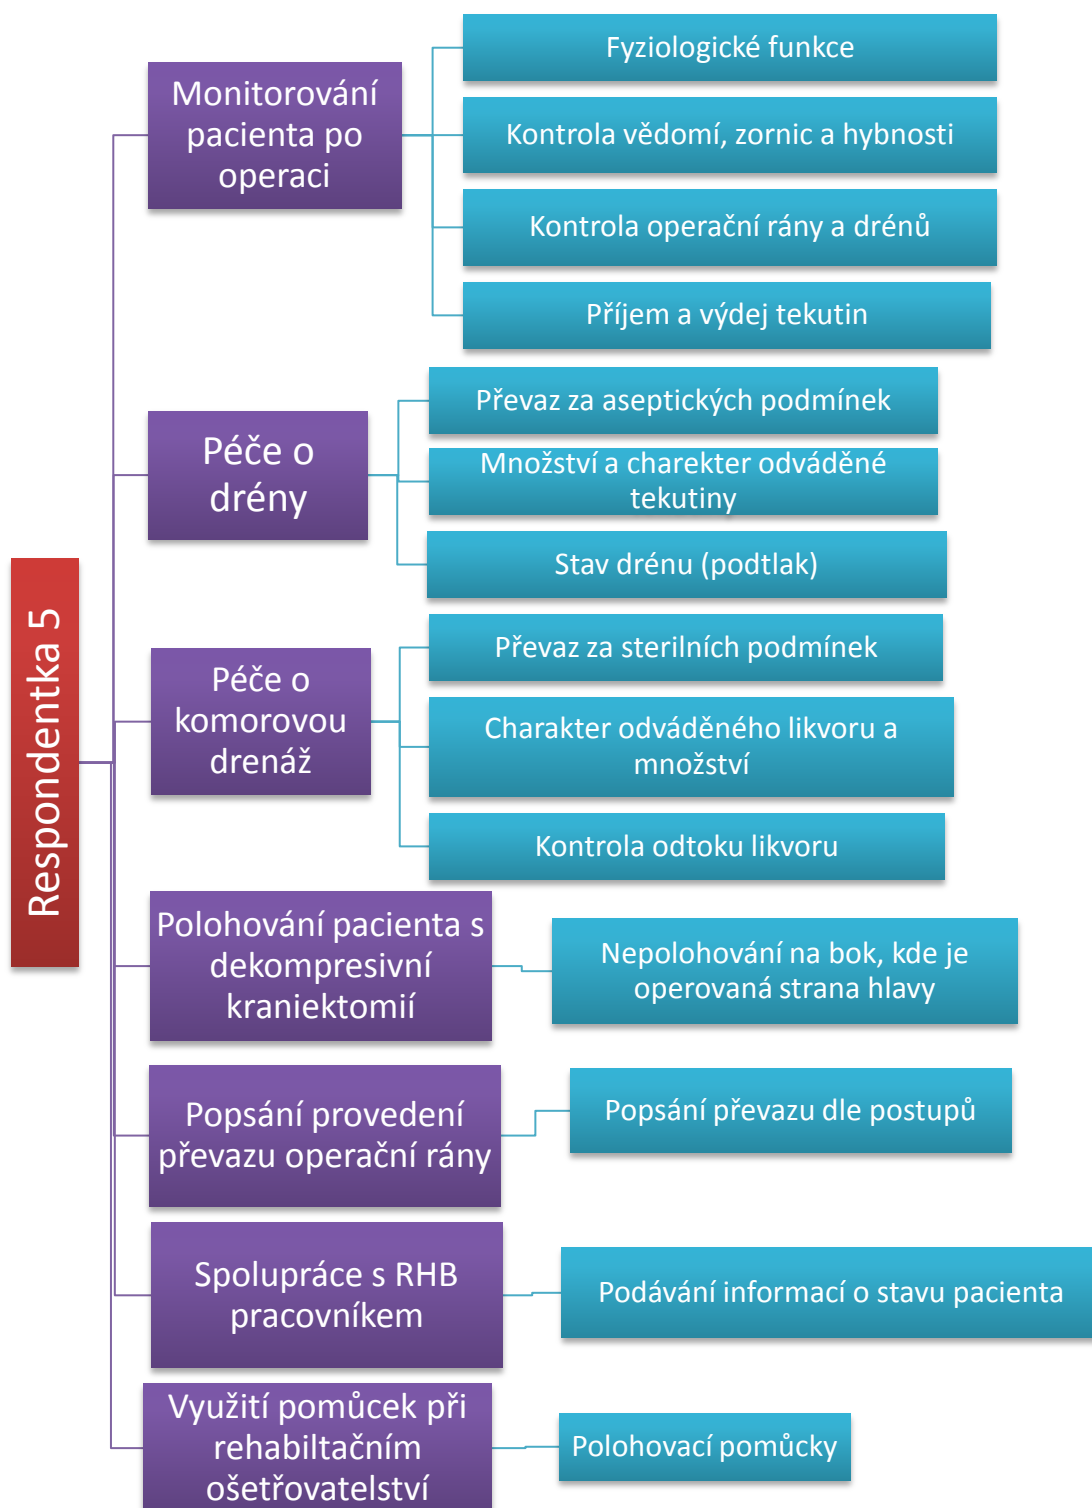 Respondentka 5
Monitorování
pacienta po
operaci
Fyziologické funkce
Kontrola vědomí, zornic a hybnosti
Kontrola operační rány a drénů
Příjem a výdej tekutin
Péče o
drény
Převaz za aseptických podmínek
Množství a charekter odváděné
tekutiny
Stav drénu (podtlak)
Péče o
komorovou
drenáž
Převaz za sterilních podmínek
Charakter odváděného likvoru a
množství
Kontrola odtoku likvoru
Polohování pacienta s
dekompresivní
kraniektomií
Nepolohování na bok, kde je
operovaná strana hlavy
Popsání provedení
převazu operační rány
Popsání převazu dle postupů
Spolupráce s RHB
pracovníkem
Podávání informací o stavu pacienta
Využití pomůcek při
rehabiltačním
ošetřovatelství
Polohovací pomůcky